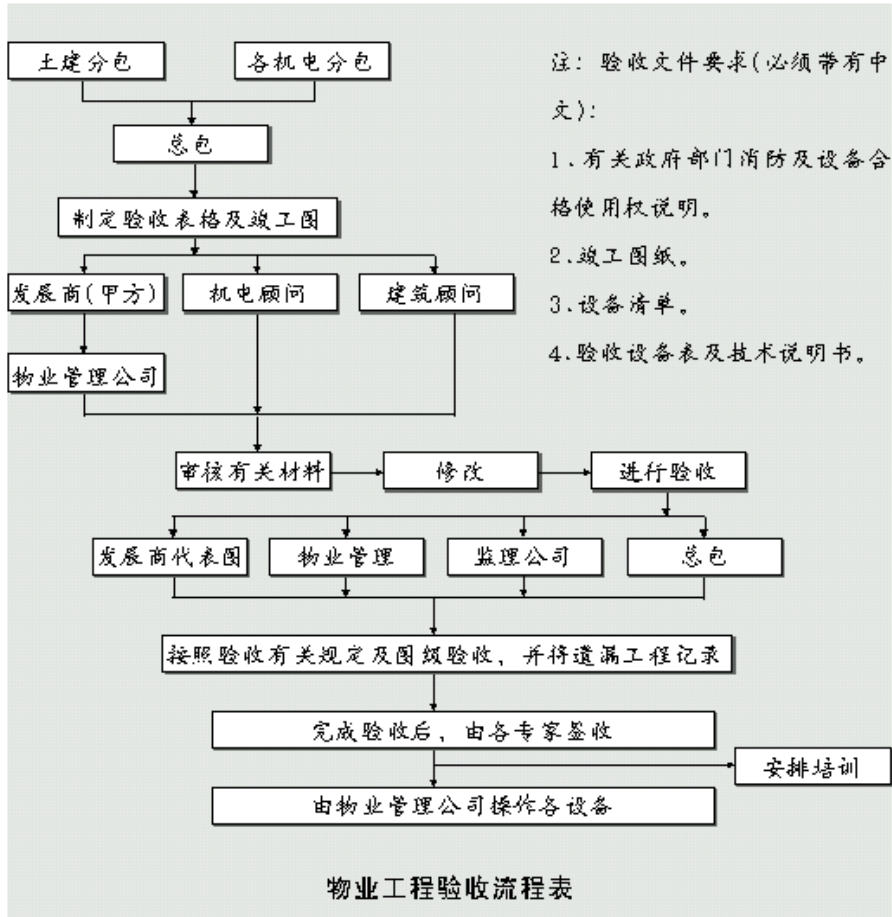 土建分包
各机电分包
总包
制定验收表格及竣工图
发展商(甲方)
机电顾问
建筑顾问
物业管理公司
注: 验收文件要求(必须带有中
文):
1.有关政府部门消防及设备合
格使用权说明。
2.竣工图纸。
3.设备清单。
4.验收设备表及技术说明书。
审核有关材料
修改
进行验收
发展商代表图
物业管理
监理公司
总包
按照验收有关规定及图级验收, 并将遗漏工程记录
完成验收后, 由各专家签收
安排培训
由物业管理公司操作各设备
物业工程验收流程表